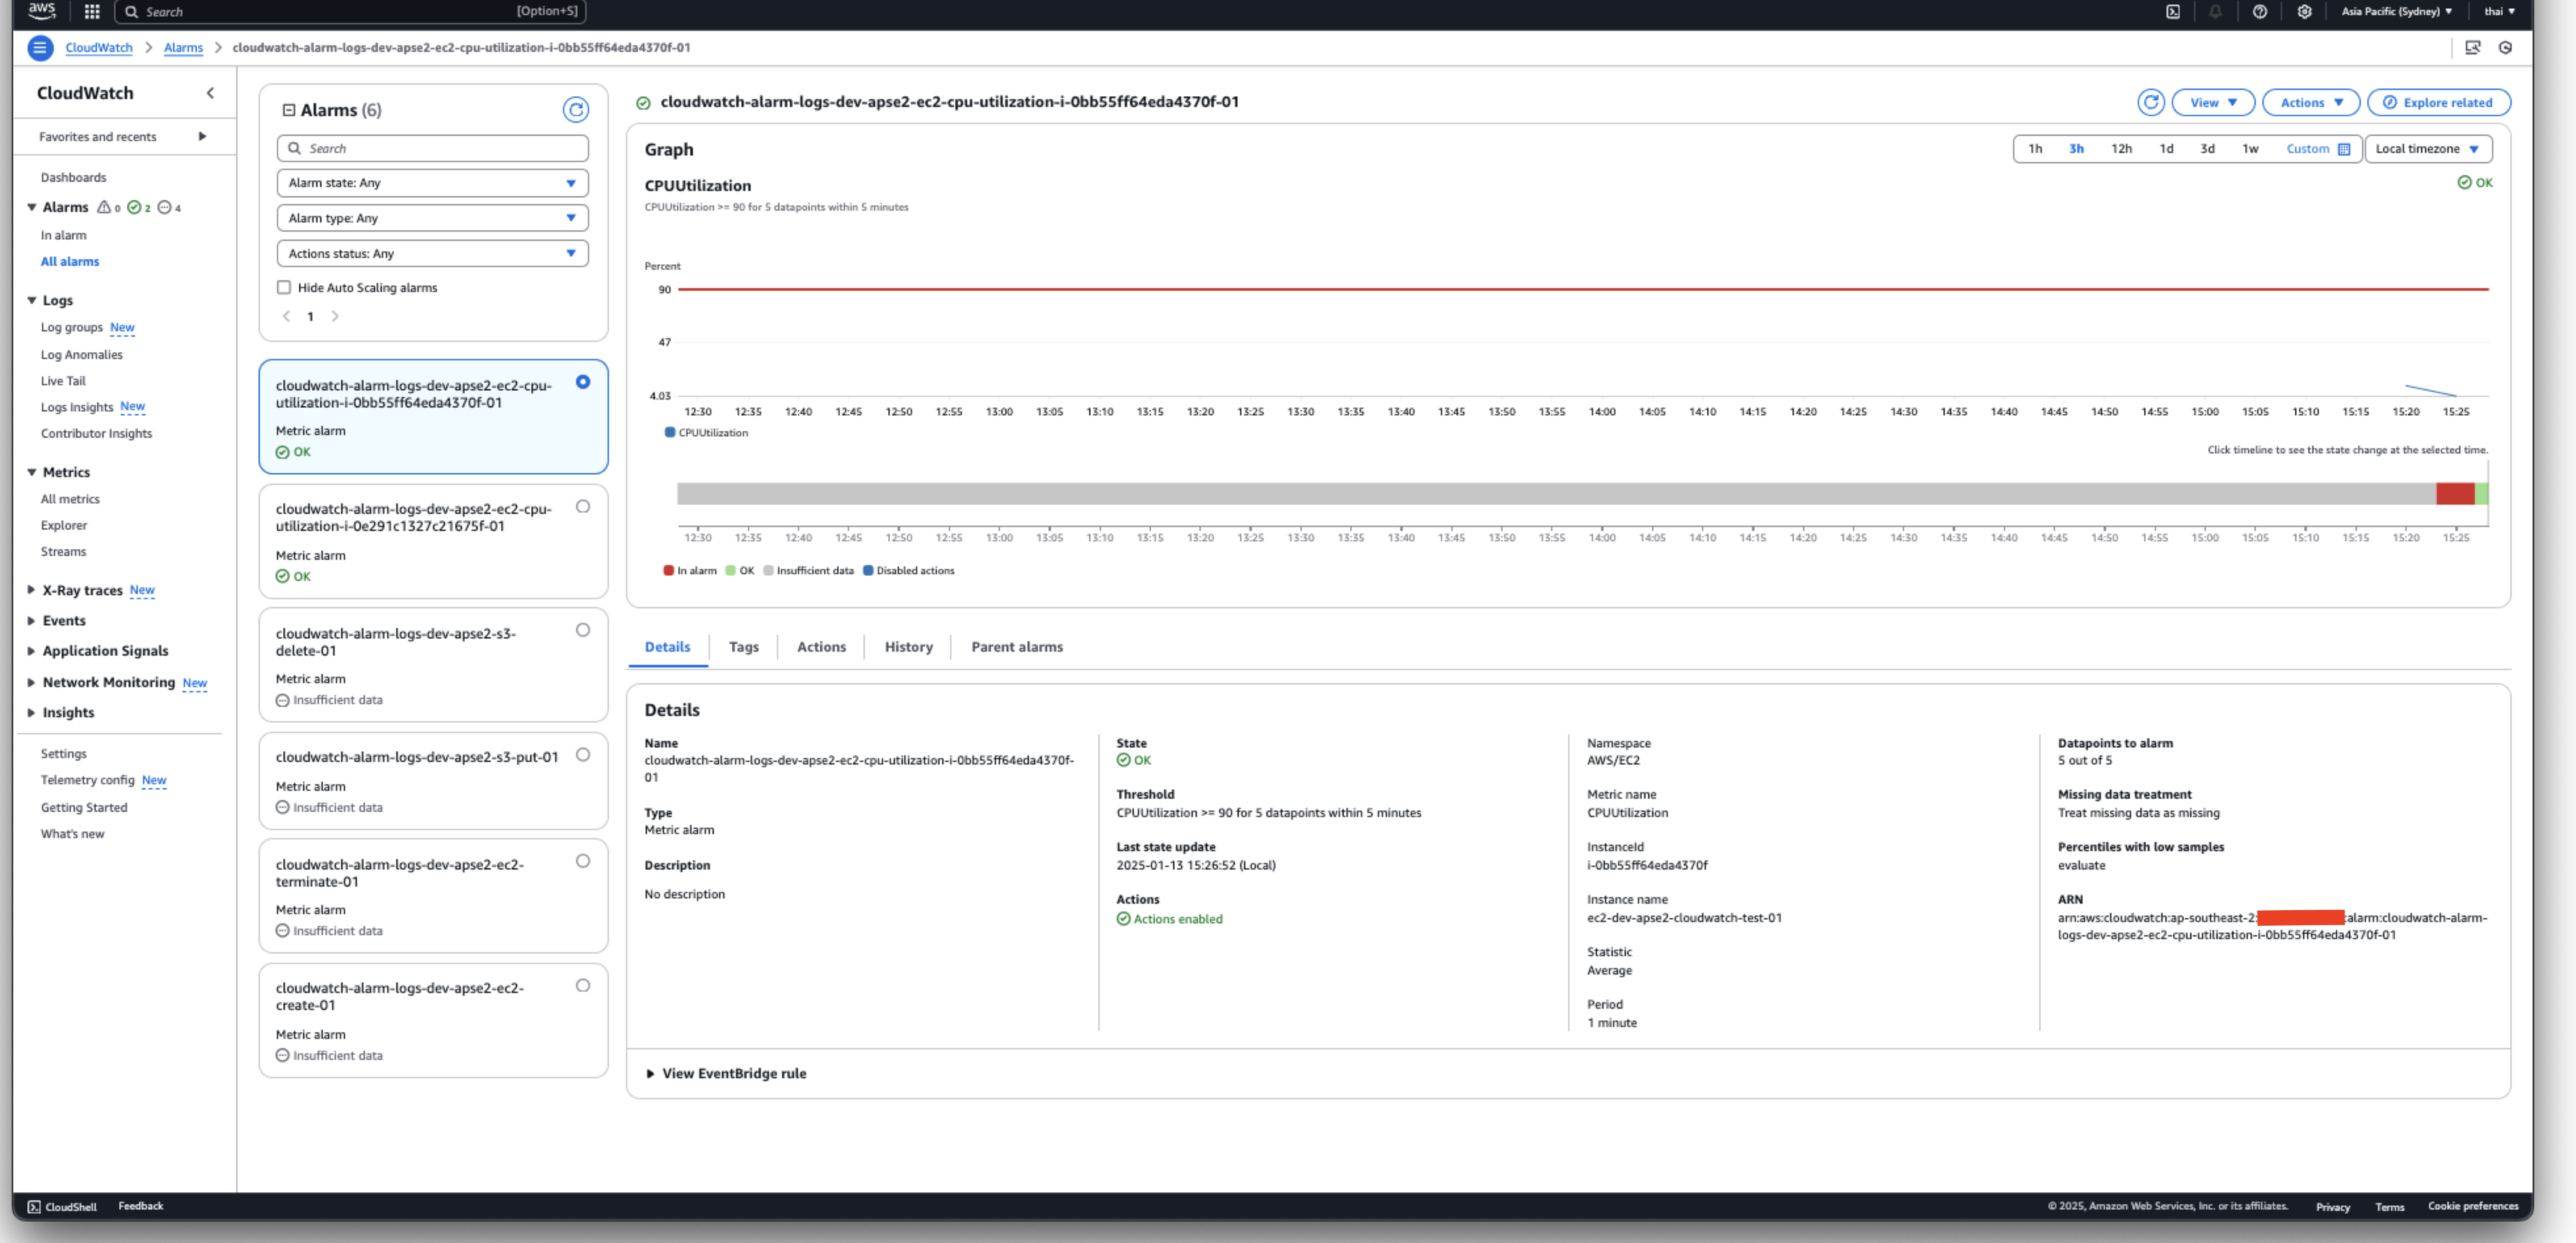 aws
Search [Option+S]
Asia Pacific (Sydney) thai
CloudWatch Alarms cloudwatch-alarm-logs-dev-apse2-ec2-cpu-utilization-i-0bb55ff64eda4370f-01
CloudWatch
Favorites and recents
Dashboards
Alarms 0 2 4
In alarm
All alarms
Logs
Log groups New
Log Anomalies
Live Tail
Logs Insights New
Contributor Insights
Metrics
All metrics
Explorer
Streams
X-Ray traces New
Events
Application Signals
Network Monitoring New
Insights
Settings
Telemetry config New
Getting Started
What's new
Alarms (6)
Search
Alarm state: Any
Alarm type: Any
Actions status: Any
Hide Auto Scaling alarms
1
cloudwatch-alarm-logs-dev-apse2-ec2-cpu-
utilization-i-0bb55ff64eda4370f-01
Metric alarm
OK
cloudwatch-alarm-logs-dev-apse2-ec2-cpu-
utilization-i-0e291c1327c21675f-01
Metric alarm
OK
cloudwatch-alarm-logs-dev-apse2-s3-
delete-01
Metric alarm
Insufficient data
cloudwatch-alarm-logs-dev-apse2-s3-put-01
Metric alarm
Insufficient data
cloudwatch-alarm-logs-dev-apse2-ec2-
terminate-01
Metric alarm
Insufficient data
cloudwatch-alarm-logs-dev-apse2-ec2-
create-01
Metric alarm
Insufficient data
cloudwatch-alarm-logs-dev-apse2-ec2-cpu-utilization-i-0bb55ff64eda4370f-01
View Actions Explore related
Graph
1h 3h 12h 1d 3d 1w Custom Local timezone
CPUUtilization
OK
CPUUtilization >= 90 for 5 datapoints within 5 minutes
Percent
90
47
4.03
12:30 12:35 12:40 12:45 12:50 12:55 13:00 13:05 13:10 13:15 13:20 13:25 13:30 13:35 13:40 13:45 13:50 13:55 14:00 14:05 14:10 14:15 14:20 14:25 14:30 14:35 14:40 14:45 14:50 14:55 15:00 15:05 15:10 15:15 15:20 15:25
CPUUtilization
Click timeline to see the state change at the selected time.
12:30 12:35 12:40 12:45 12:50 12:55 13:00 13:05 13:10 13:15 13:20 13:25 13:30 13:35 13:40 13:45 13:50 13:55 14:00 14:05 14:10 14:15 14:20 14:25 14:30 14:35 14:40 14:45 14:50 14:55 15:00 15:05 15:10 15:15 15:20 15:25
In alarm OK Insufficient data Disabled actions
Details Tags Actions History Parent alarms
Details
Name
cloudwatch-alarm-logs-dev-apse2-ec2-cpu-utilization-i-0bb55ff64eda4370f-
01
Type
Metric alarm
Description
No description
State
OK
Threshold
CPUUtilization >= 90 for 5 datapoints within 5 minutes
Last state update
2025-01-13 15:26:52 (Local)
Actions
Actions enabled
Namespace
AWS/EC2
Metric name
CPUUtilization
InstanceId
i-0bb55ff64eda4370f
Instance name
ec2-dev-apse2-cloudwatch-test-01
Statistic
Average
Period
1 minute
Datapoints to alarm
5 out of 5
Missing data treatment
Treat missing data as missing
Percentiles with low samples
evaluate
ARN
arn:aws:cloudwatch:ap-southeast-2: :alarm:cloudwatch-alarm-
logs-dev-apse2-ec2-cpu-utilization-i-0bb55ff64eda4370f-01
View EventBridge rule
CloudShell Feedback
© 2025, Amazon Web Services, Inc. or its affiliates. Privacy Terms Cookie preferences